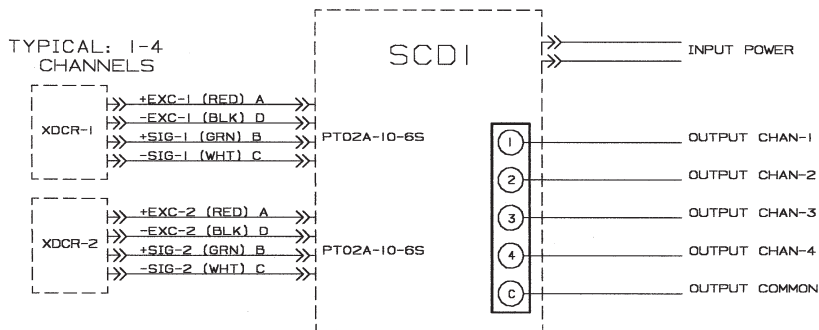 TYPICAL: 1-4
CHANNELS
SCD1
INPUT POWER
XDCR-1
+EXC-1 (RED) A
-EXC-1 (BLK) D
+SIG-1 (GRN) B
-SIG-1 (WHT) C
PT02A-10-6S
XDCR-2
+EXC-2 (RED) A
-EXC-2 (BLK) D
+SIG-2 (GRN) B
-SIG-2 (WHT) C
PT02A-10-6S
1
OUTPUT CHAN-1
2
OUTPUT CHAN-2
3
OUTPUT CHAN-3
4
OUTPUT CHAN-4
C
OUTPUT COMMON